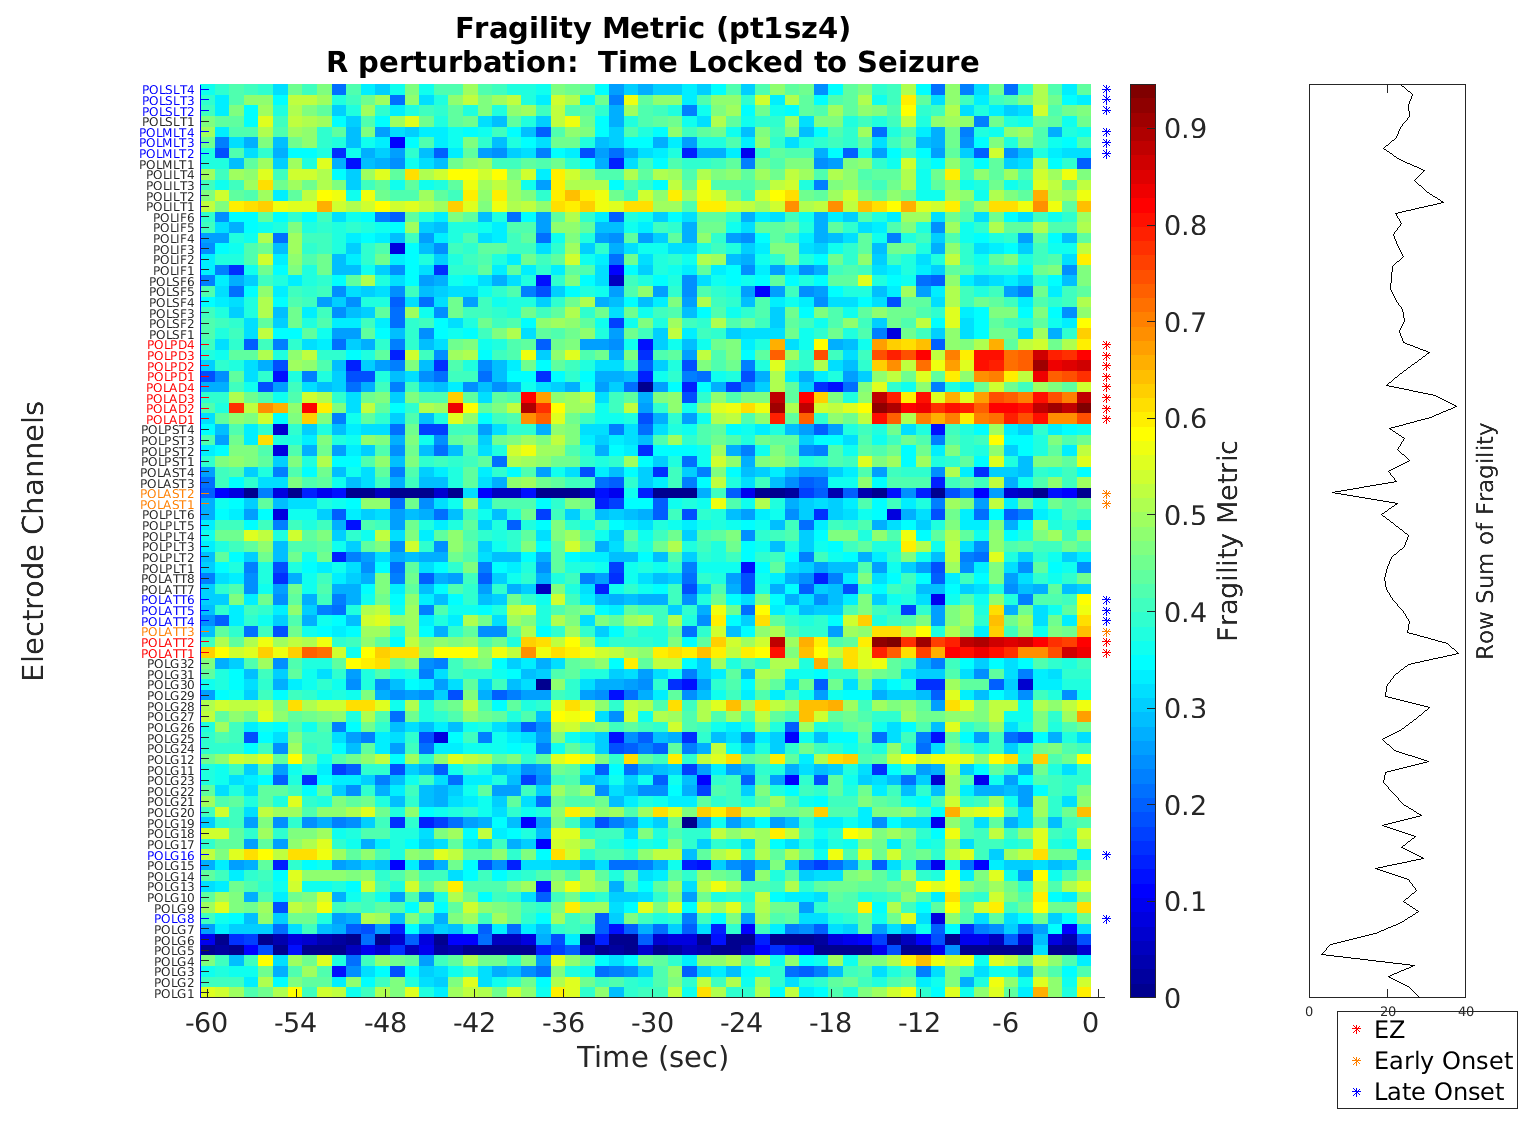 Fragility Metric (pt1sz4)
R perturbation:  Time Locked to Seizure
Electrode Channels
POLSLT4
POLSLT3
POLSLT2
POLSLT1
POLMLT4
POLMLT3
POLMLT2
POLMLT1
POLILT4
POLILT3
POLILT2
POLILT1
POLIF6
POLIF5
POLIF4
POLIF3
POLIF2
POLIF1
POLSF6
POLSF5
POLSF4
POLSF3
POLSF2
POLSF1
POLPD4
POLPD3
POLPD2
POLPD1
POLAD4
POLAD3
POLAD2
POLAD1
POLPST4
POLPST3
POLPST2
POLPST1
POLAST4
POLAST3
POLAST2
POLAST1
POLPLT6
POLPLT5
POLPLT4
POLPLT3
POLPLT2
POLPLT1
POLATT8
POLATT7
POLATT6
POLATT5
POLATT4
POLATT3
POLATT2
POLATT1
POLG32
POLG31
POLG30
POLG29
POLG28
POLG27
POLG26
POLG25
POLG24
POLG12
POLG11
POLG23
POLG22
POLG21
POLG20
POLG19
POLG18
POLG17
POLG16
POLG15
POLG14
POLG13
POLG10
POLG9
POLG8
POLG7
POLG6
POLG5
POLG4
POLG3
POLG2
POLG1
-60 -54 -48 -42 -36 -30 -24 -18 -12 -6 0
Time (sec)
0.9
0.8
0.7
0.6
0.5
0.4
0.3
0.2
0.1
0
Fragility Metric
Row Sum of Fragility
0 20 40
EZ
Early Onset
Late Onset